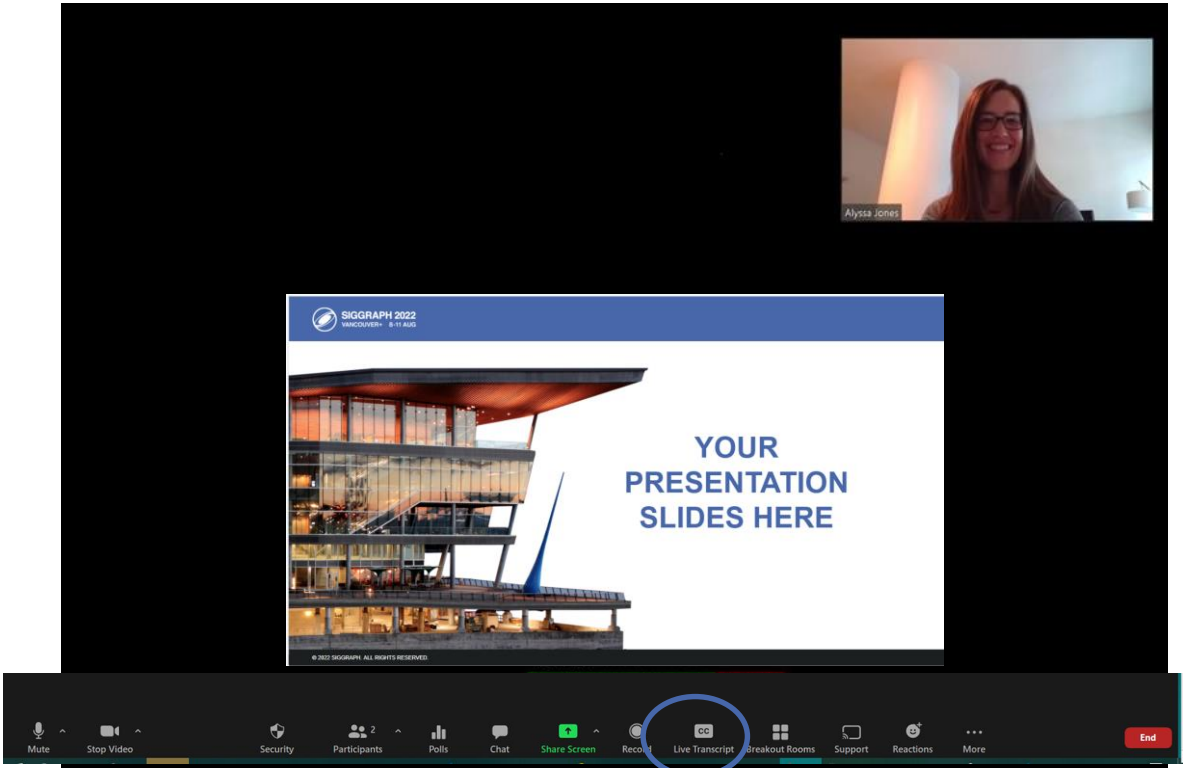 Alyssa Jones
SIGGRAPH 2022
VANCOUVER+ 8-11 AUG
YOUR
PRESENTATION
SLIDES HERE
© 2022 SIGGRAPH. ALL RIGHTS RESERVED.
2
CC
Mute Stop Video Security Participants Polls Chat Share Screen Record Live Transcript Breakout Rooms Support Reactions More End